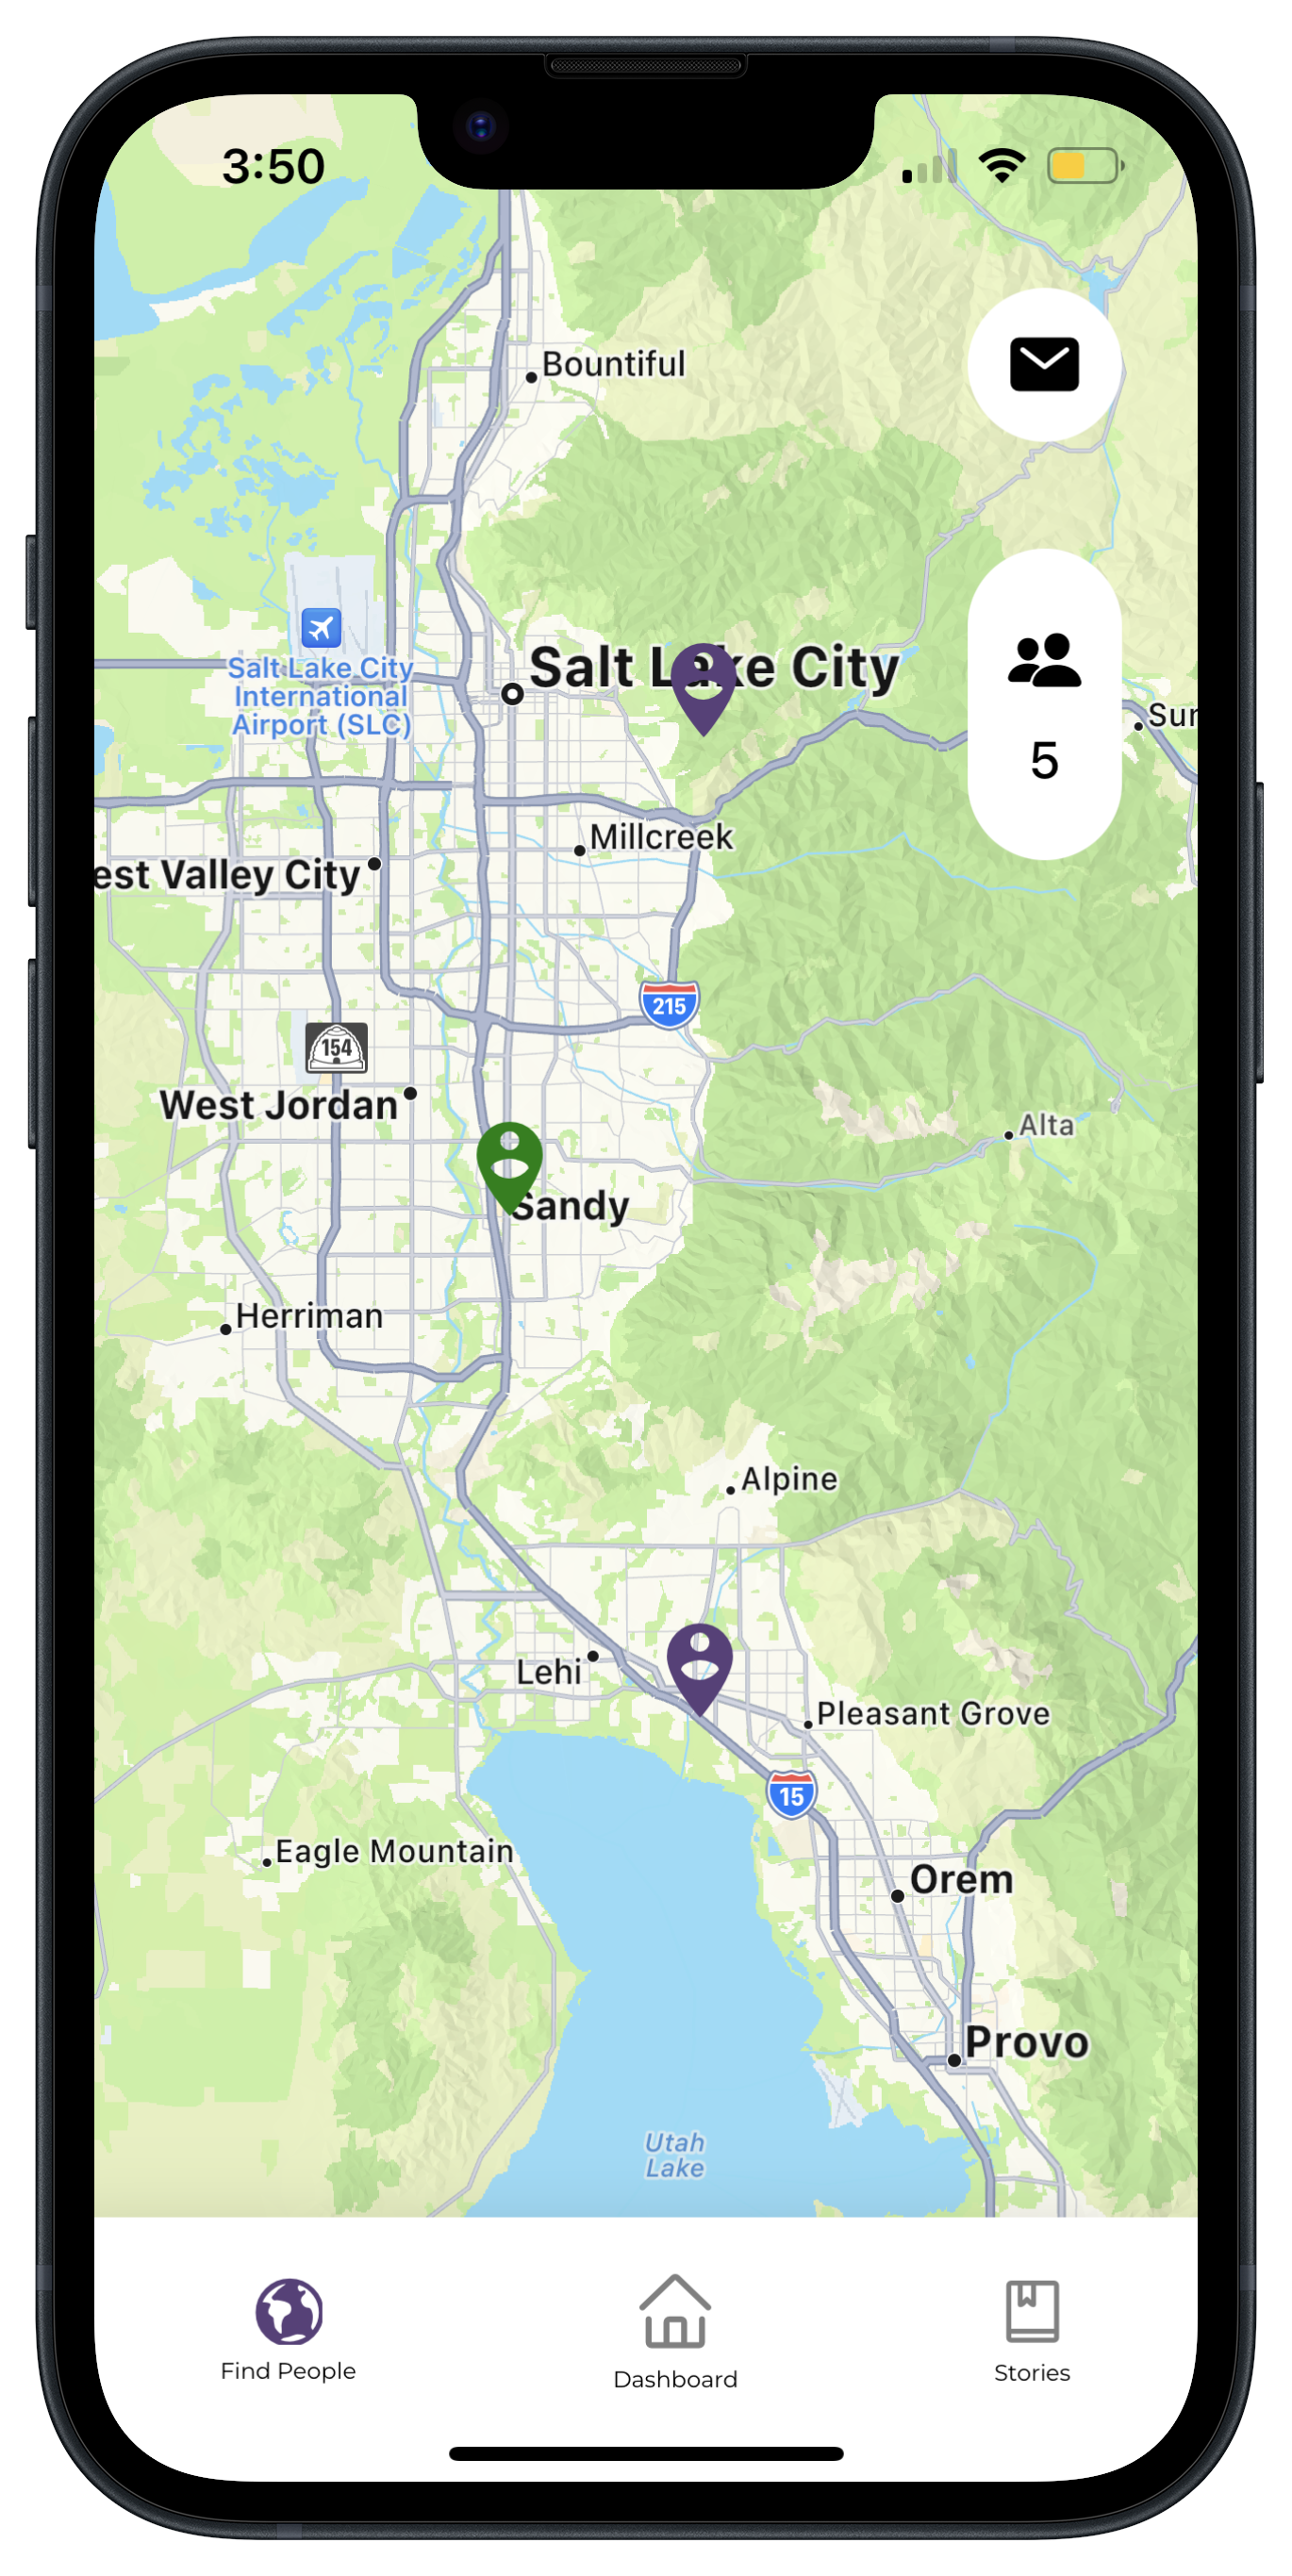 3:50
Bountiful
Salt Lake City
Salt Lake City
International
Airport (SLC)
Sur
5
Millcreek
est Valley City
215
154
West Jordan
Alta
Sandy
Herriman
Alpine
Lehi
Pleasant Grove
15
Eagle Mountain
Orem
Provo
Utah
Lake
Find People
Dashboard
Stories